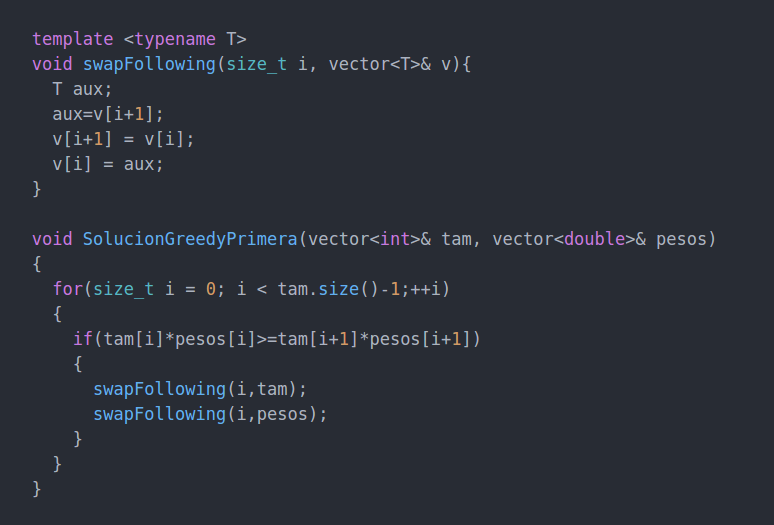 template <typename T>
void swapFollowing(size_t i, vector<T>& v){
  T aux;
  aux=v[i+1];
  v[i+1] = v[i];
  v[i] = aux;
}

void SolucionGreedyPrimera(vector<int>& tam, vector<double>& pesos)
{
  for(size_t i = 0; i < tam.size()-1;++i)
  {
    if(tam[i]*pesos[i]>=tam[i+1]*pesos[i+1])
    {
      swapFollowing(i,tam);
      swapFollowing(i,pesos);
    }
  }
}